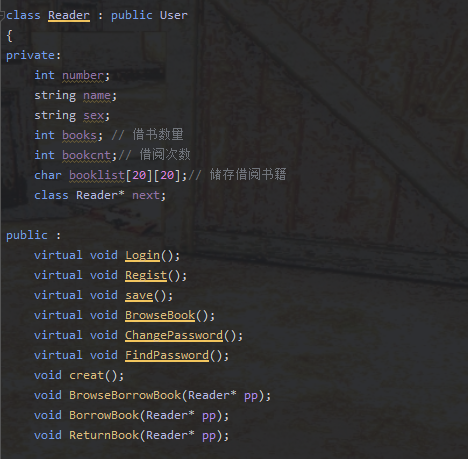 class Reader : public User
{
private:
    int number;
    string name;
    string sex;
    int books; // 借书数量
    int bookcnt;// 借阅次数
    char booklist[20][20];// 储存借阅书籍
    class Reader* next;

public :
    virtual void Login();
    virtual void Regist();
    virtual void save();
    virtual void BrowseBook();
    virtual void ChangePassword();
    virtual void FindPassword();
    void creat();
    void BrowseBorrowBook(Reader* pp);
    void BorrowBook(Reader* pp);
    void ReturnBook(Reader* pp);